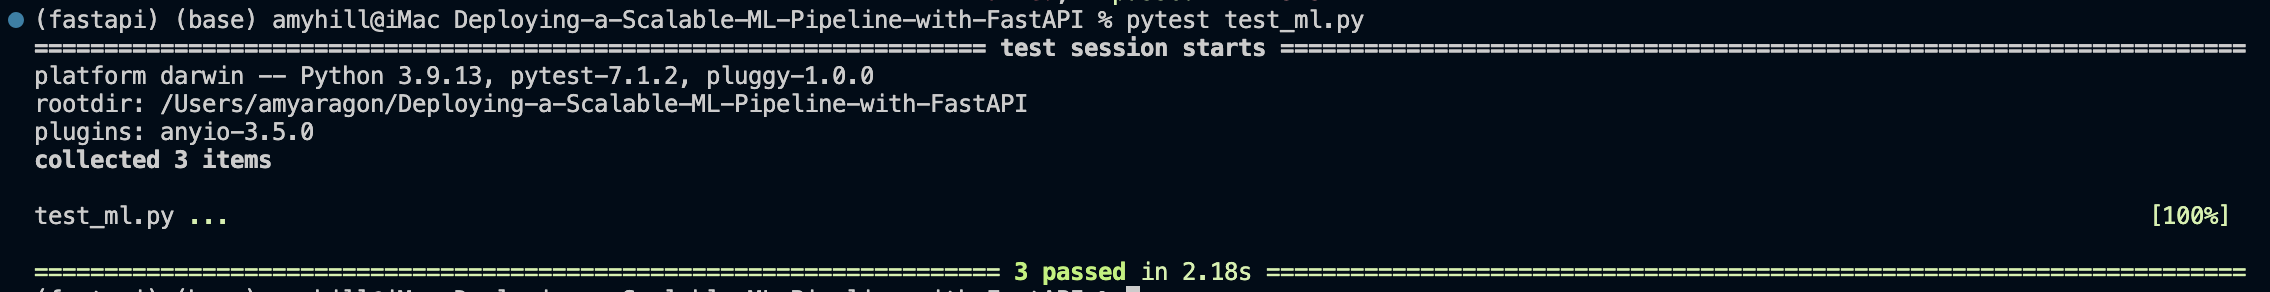 (fastapi) (base) amyhill@iMac Deploying-a-Scalable-ML-Pipeline-with-FastAPI % pytest test_ml.py
==================================================================== test session starts =====================================================================
platform darwin -- Python 3.9.13, pytest-7.1.2, pluggy-1.0.0
rootdir: /Users/amyaragon/Deploying-a-Scalable-ML-Pipeline-with-FastAPI
plugins: anyio-3.5.0
collected 3 items
test_ml.py ... [100%]
===================================================================== 3 passed in 2.18s ======================================================================